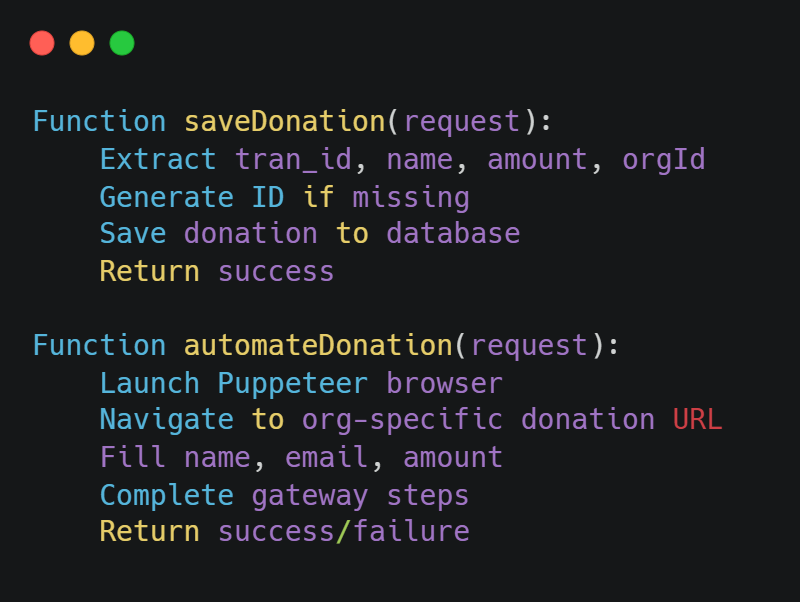 Function saveDonation(request):
    Extract tran_id, name, amount, orgId
    Generate ID if missing
    Save donation to database
    Return success

Function automateDonation(request):
    Launch Puppeteer browser
    Navigate to org-specific donation URL
    Fill name, email, amount
    Complete gateway steps
    Return success/failure